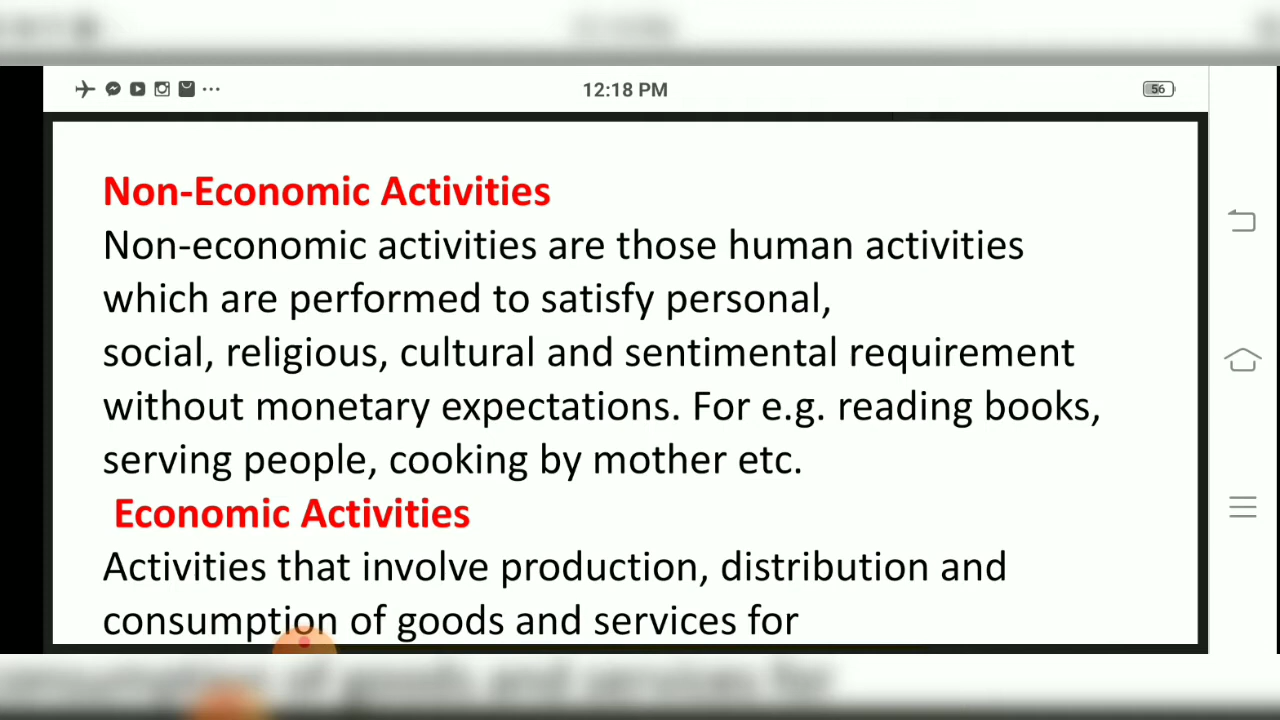 12:18 PM
56
Non-Economic Activities
Non-economic activities are those human activities
which are performed to satisfy personal,
social, religious, cultural and sentimental requirement
without monetary expectations. For e.g. reading books,
serving people, cooking by mother etc.
Economic Activities
Activities that involve production, distribution and
consumption of goods and services for